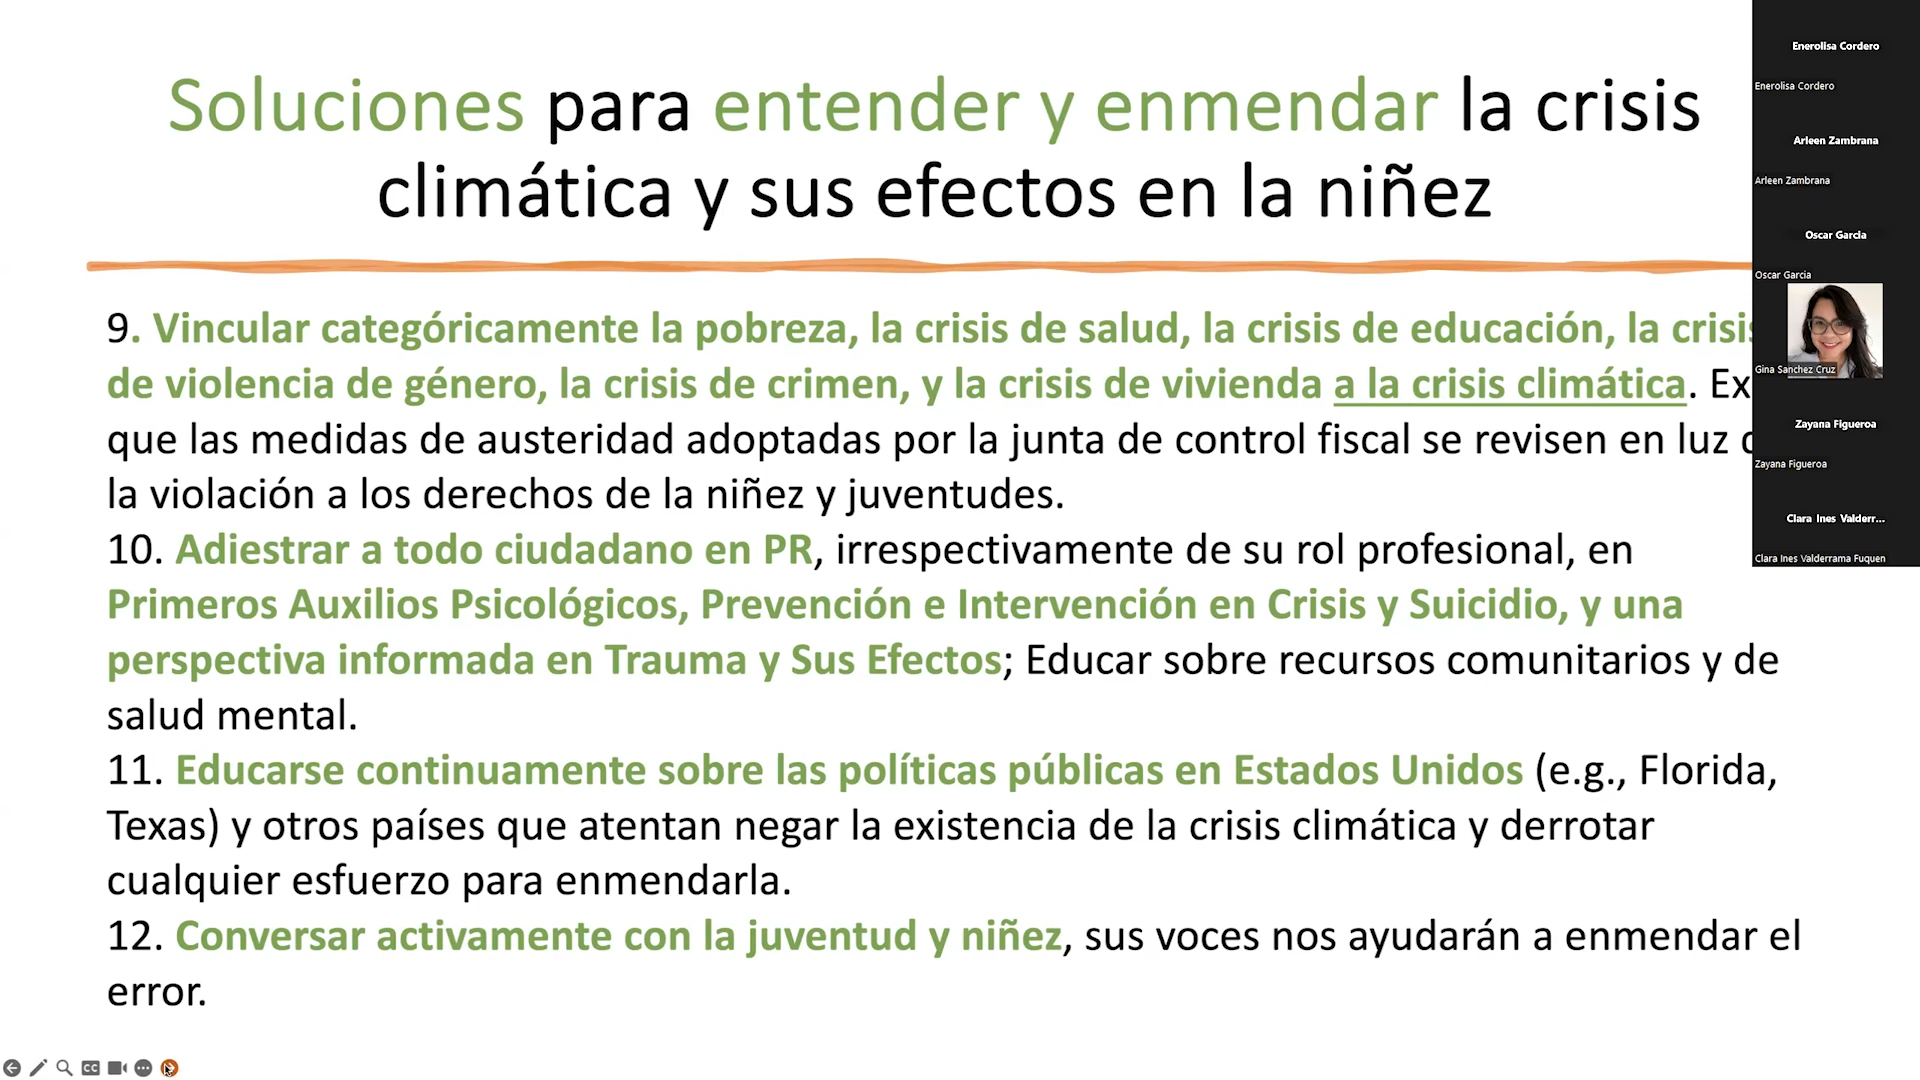 Soluciones para entender y enmendar la crisis
climática y sus efectos en la niñez
9. Vincular categóricamente la pobreza, la crisis de salud, la crisis de educación, la crisis
de violencia de género, la crisis de crimen, y la crisis de vivienda a la crisis climática.
que las medidas de austeridad adoptadas por la junta de control fiscal se revisen en luz
la violación a los derechos de la niñez y juventudes.
10. Adiestrar a todo ciudadano en PR, irrespectivamente de su rol profesional, en
Primeros Auxilios Psicológicos, Prevención e Intervención en Crisis y Suicidio, y una
perspectiva informada en Trauma y Sus Efectos; Educar sobre recursos comunitarios y de
salud mental.
11. Educarse continuamente sobre las políticas públicas en Estados Unidos (e.g., Florida,
Texas) y otros países que atentan negar la existencia de la crisis climática y derrotar
cualquier esfuerzo para enmendarla.
12. Conversar activamente con la juventud y niñez, sus voces nos ayudarán a enmendar el
error.
Enerolisa Cordero
Enerolisa Cordero
Arleen Zambrana
Arleen Zambrana
Oscar Garcia
Oscar Garcia
Gina Sanchez Cruz
Zayana Figueroa
Zayana Figueroa
Clara Ines Valderr...
Clara Ines Valderrama Fuquen
CC